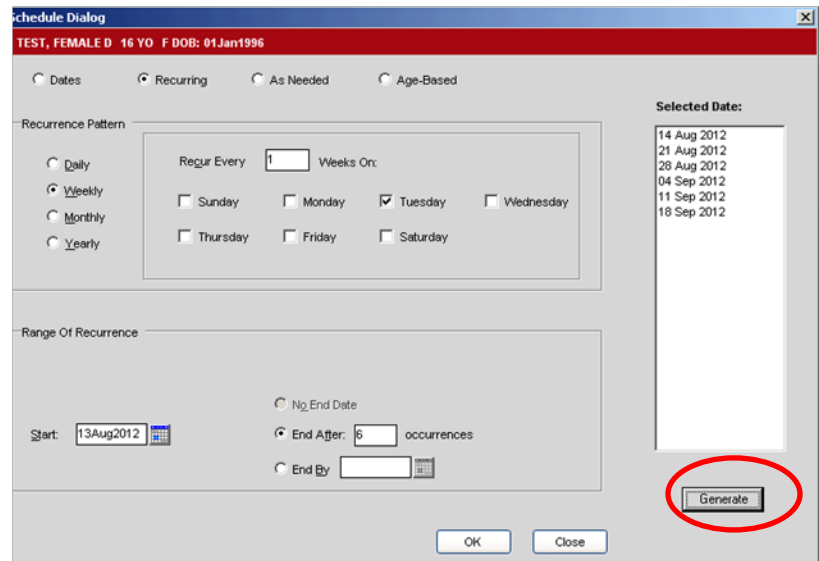 Schedule Dialog
TEST, FEMALE D 16 YO F DOB: 01Jan1996
Dates Recurring As Needed Age-Based
Recurrence Pattern
Daily
Weekly
Monthly
Yearly
Recur Every 1 Weeks On:
Sunday Monday Tuesday Wednesday
Thursday Friday Saturday
Selected Date:
14 Aug 2012
21 Aug 2012
28 Aug 2012
04 Sep 2012
11 Sep 2012
18 Sep 2012
Range Of Recurrence
Start: 13Aug2012
No End Date
End After: 6 occurrences
End By
Generate
OK Close